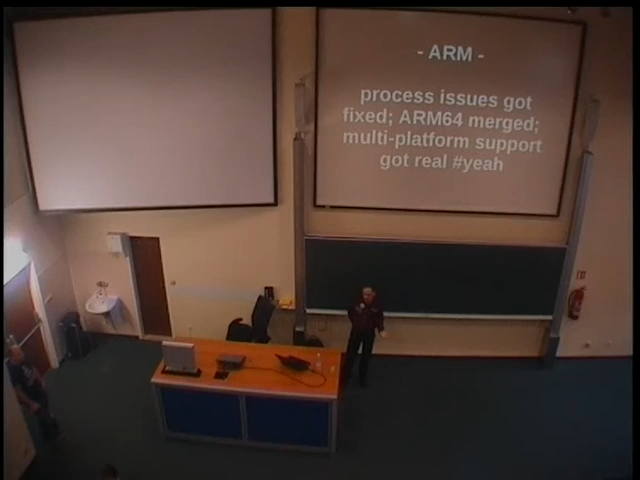 - ARM -
process issues got
fixed; ARM64 merged;
multi-platform support
got real #yeah